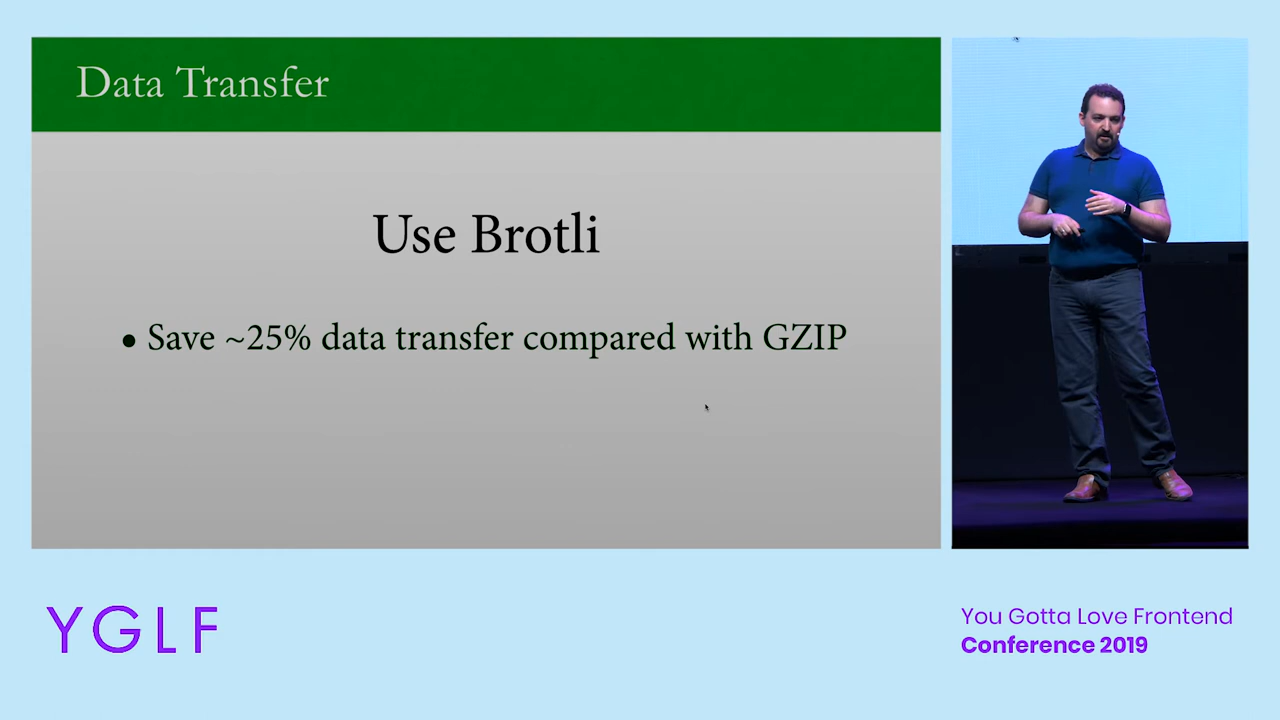 Data Transfer
Use Brotli
• Save ~25% data transfer compared with GZIP
YGLF
You Gotta Love Frontend
Conference 2019